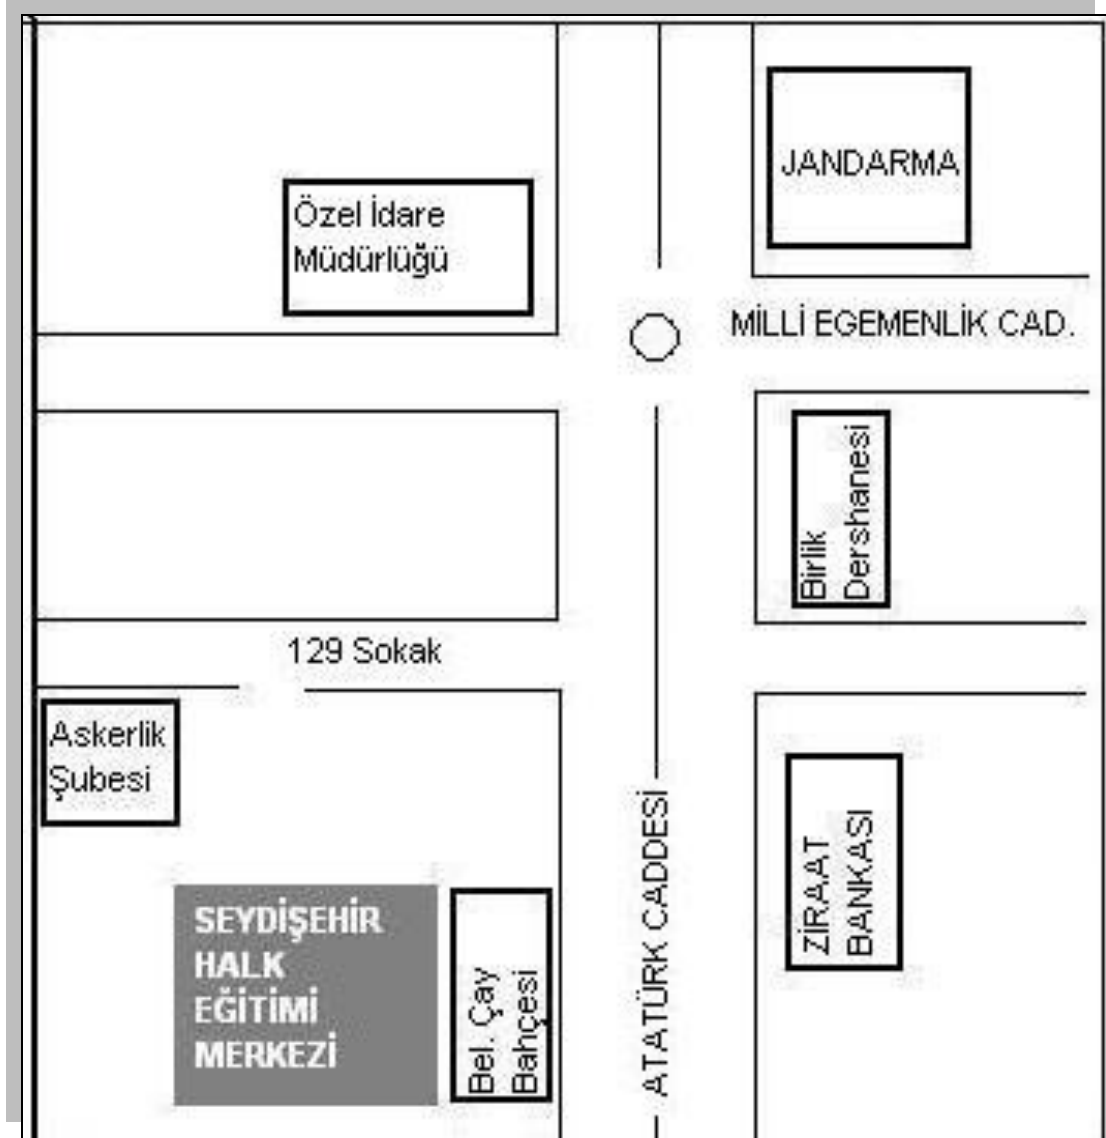 JANDARMA
Özel İdare
Müdürlüğü
MİLLİ EGEMENLİK CAD.
Birlik
Dershanesi
129 Sokak
Askerlik
Şubesi
ZİRAAT
BANKASI
ATATÜRK CADDESİ
SEYDİŞEHİR
HALK
EĞİTİMİ
MERKEZİ
Bel. Çay
Bahçesi